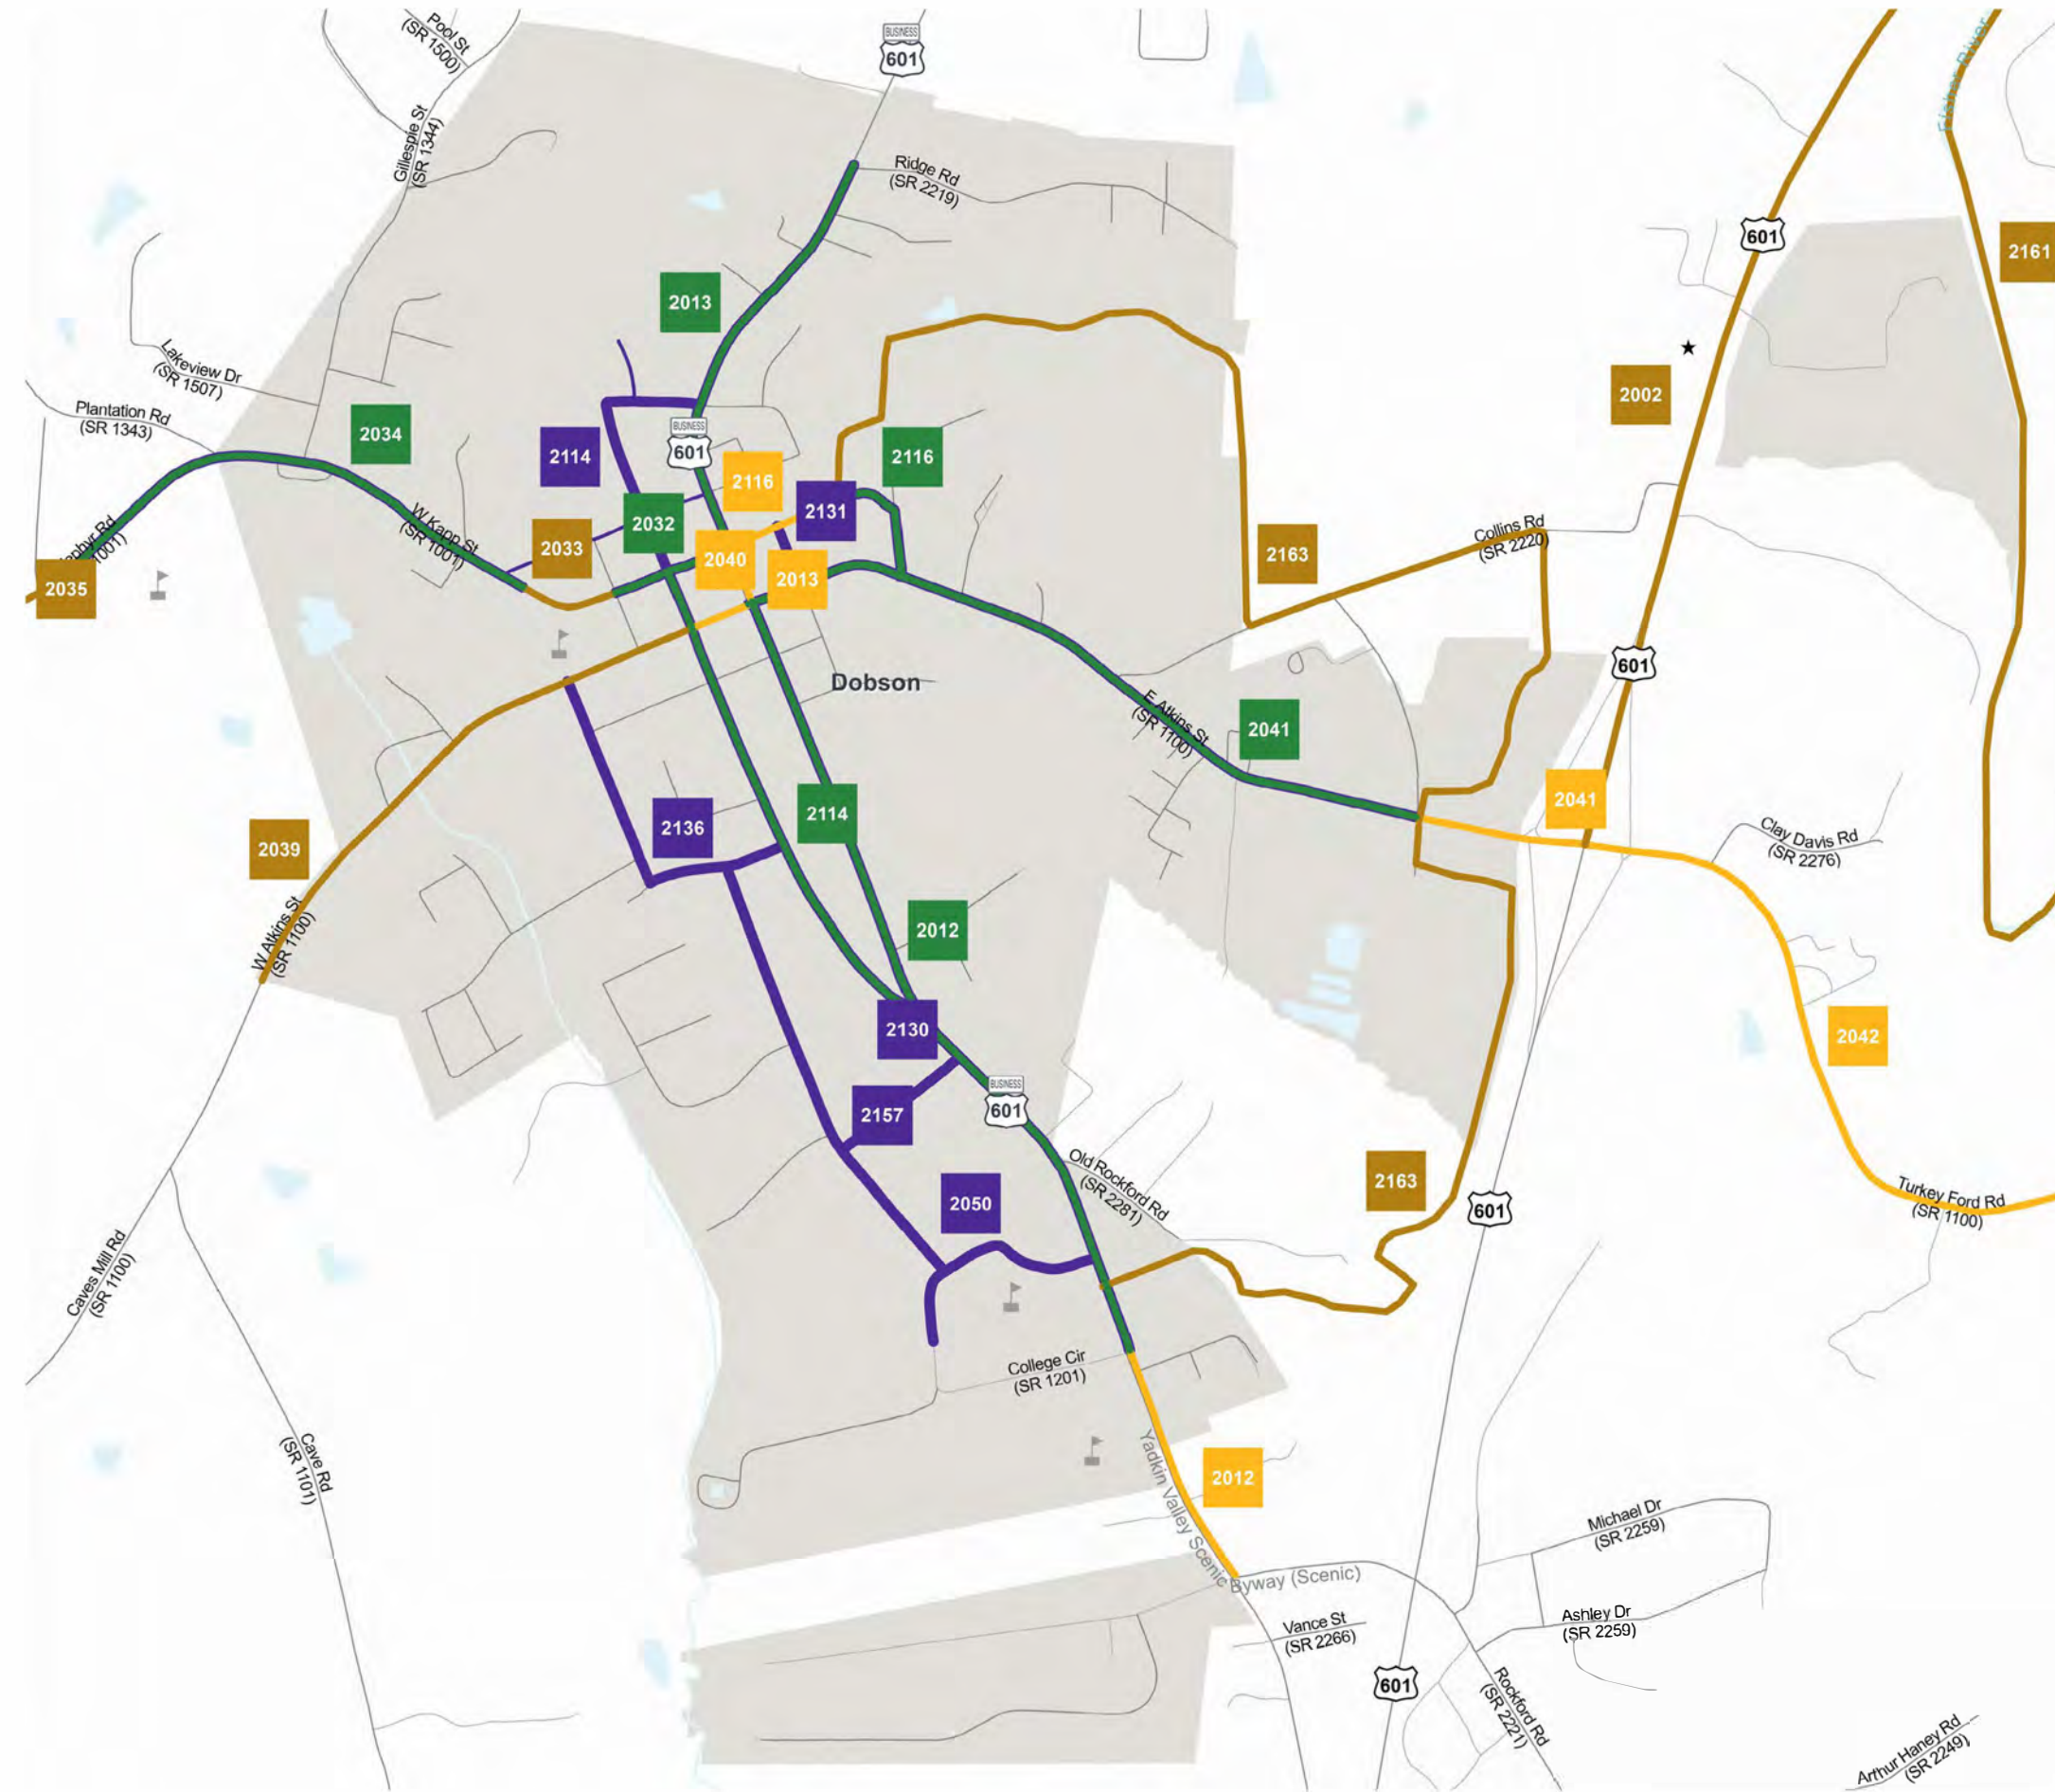 Pool St
(SR 1500)
BUSINESS
601
Fisher River
Gillespie St
(SR 1344)
Ridge Rd
(SR 2219)
601
2161
2013
Lakeview Dr
(SR 1507)
2002
Plantation Rd
(SR 1343)
2034
BUSINESS
601
2114
2116
2116
2131
2032
W Kapp St
(SR 1001)
2033
2040
2013
Collins Rd
(SR 2220)
2163
2035
601
Dobson
E Atkins St
(SR 1100)
2041
2041
2114
2136
2039
Clay Davis Rd
(SR 2276)
W Atkins St
(SR 1100)
2012
2130
2042
BUSINESS
601
2157
Old Rockford Rd
(SR 2281)
2163
2050
601
Turkey Ford Rd
(SR 1100)
Caves Mill Rd
(SR 1100)
College Cir
(SR 1201)
Cave Rd
(SR 1101)
2012
Yadkin Valley Scenic Byway (Scenic)
Michael Dr
(SR 2259)
Ashley Dr
(SR 2259)
Vance St
(SR 2266)
601
Rockford Rd
(SR 2221)
Arthur Haney Rd
(SR 2249)